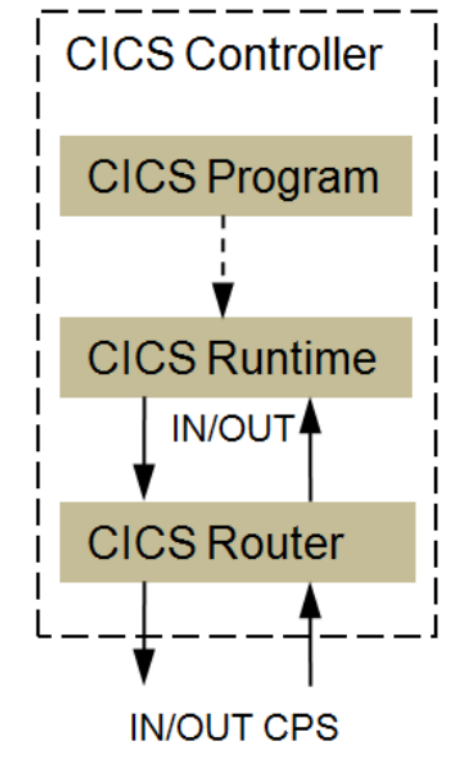 CICS Controller
CICS Program
CICS Runtime
IN/OUT
CICS Router
IN/OUT CPS